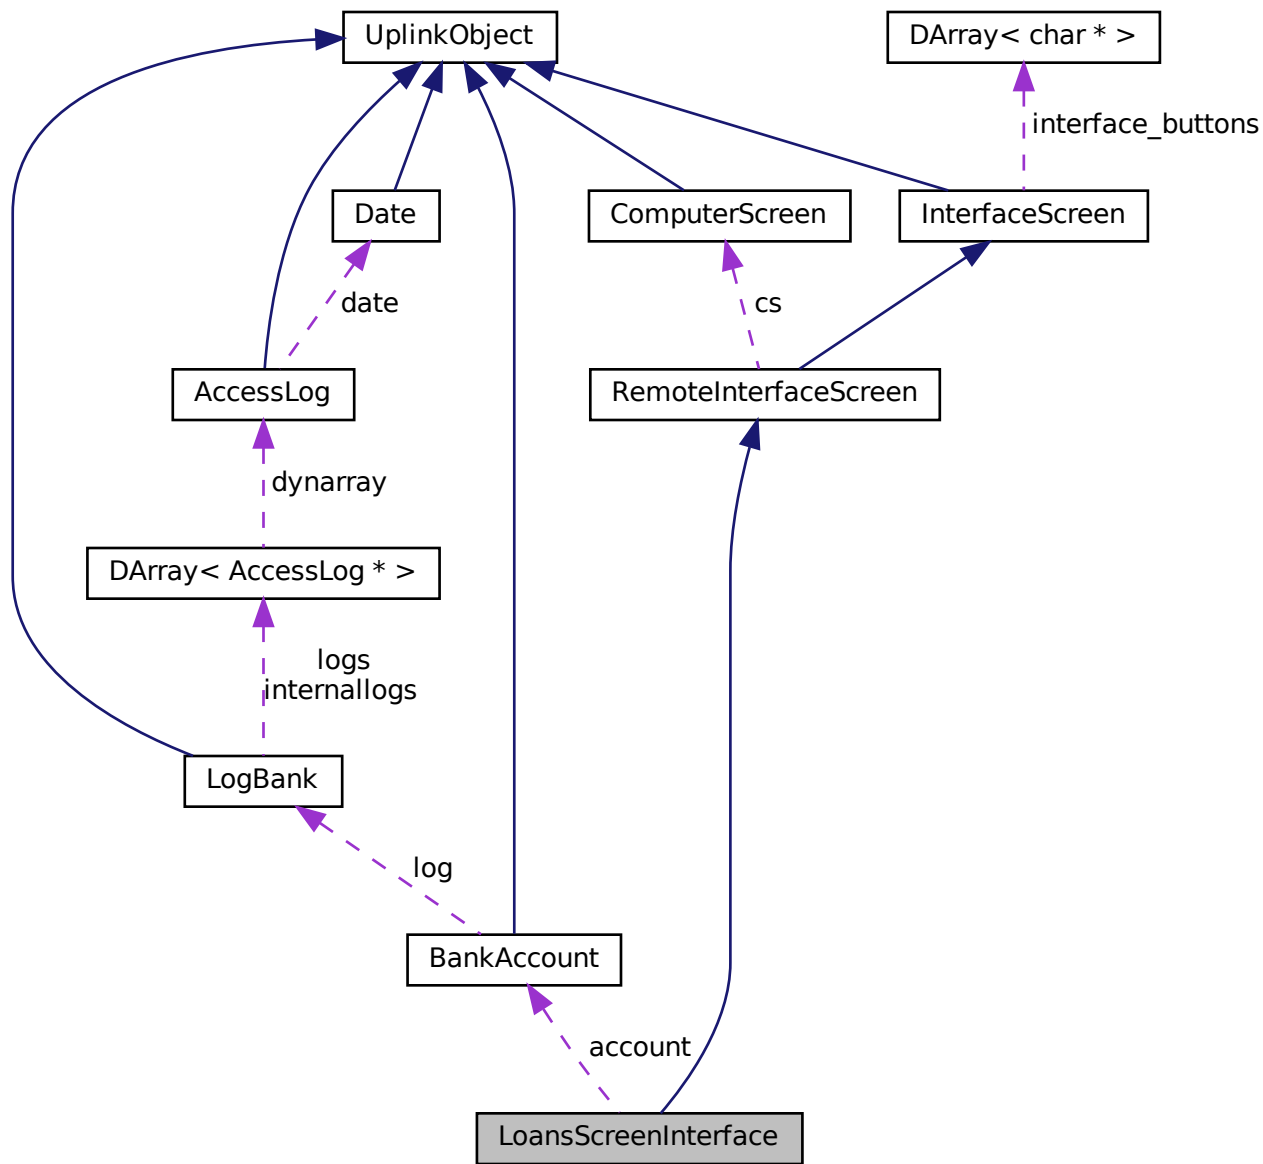 UplinkObject
DArray< char * >
interface_buttons
Date
ComputerScreen
InterfaceScreen
date
cs
AccessLog
RemoteInterfaceScreen
dynarray
DArray< AccessLog * >
logs
internallogs
LogBank
log
BankAccount
account
LoansScreenInterface